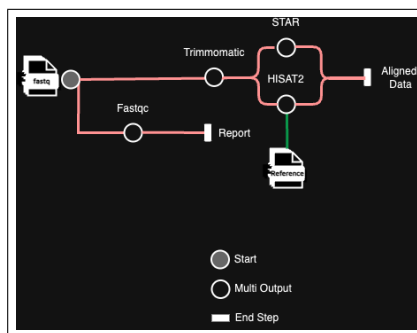 STAR
Trimmomatic
HISAT2
Aligned
Data
fastq
Fastqc
Report
Reference
Start
Multi Output
End Step